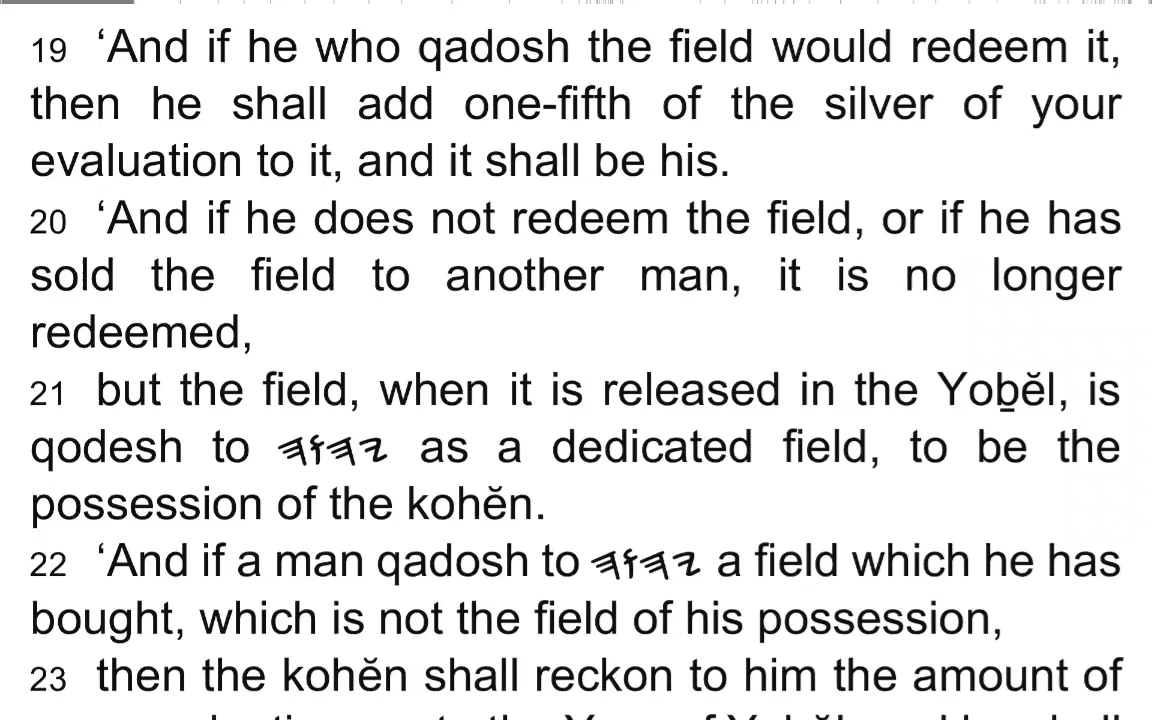 19 ‘And if he who qadosh the field would redeem it,
then he shall add one-fifth of the silver of your
evaluation to it, and it shall be his.
20 ‘And if he does not redeem the field, or if he has
sold the field to another man, it is no longer
redeemed,
21 but the field, when it is released in the Yoḇĕl, is
qodesh to 𐤉𐤄𐤅𐤄 as a dedicated field, to be the
possession of the kohĕn.
22 ‘And if a man qadosh to 𐤉𐤄𐤅𐤄 a field which he has
bought, which is not the field of his possession,
23 then the kohĕn shall reckon to him the amount of